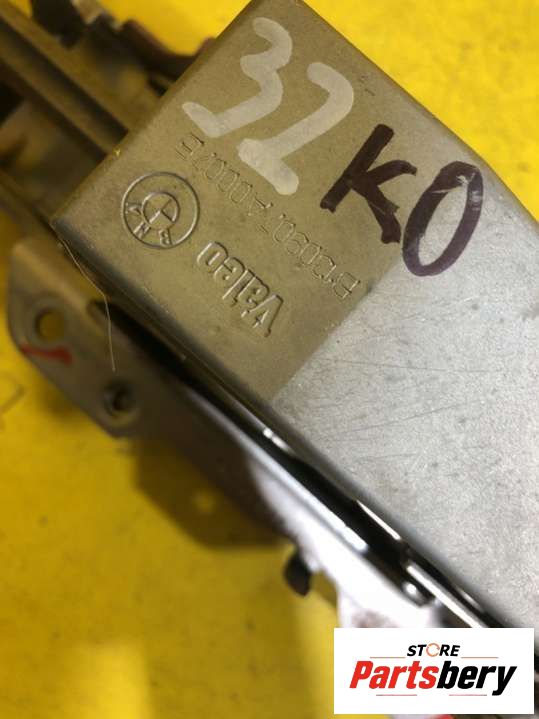 32
KO
Valeo
STORE
Partsbery